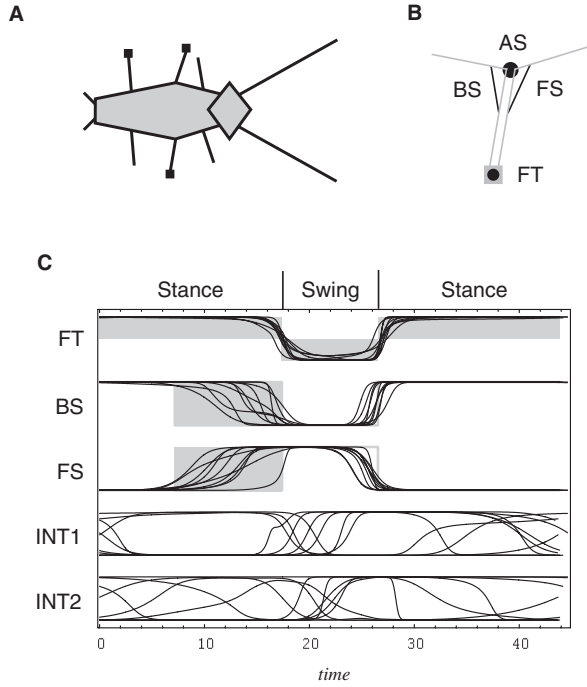 A
B
AS
BS FS
FT
C
Stance Swing Stance
FT
BS
FS
INT1
INT2
0 10 20 30 40
time